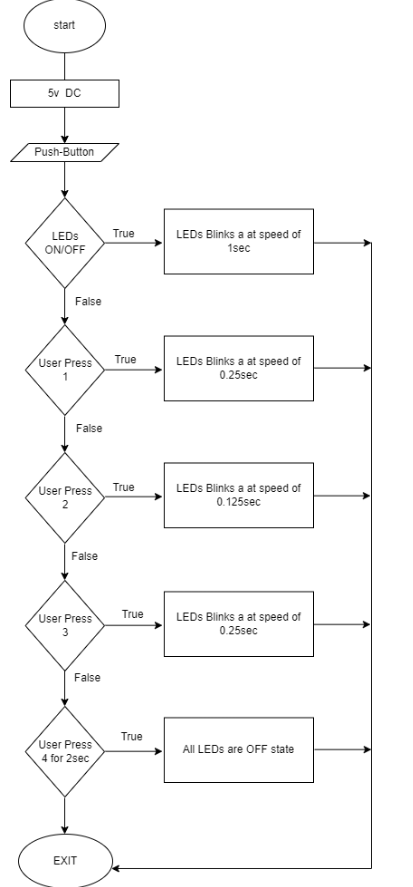 start
5v DC
Push-Button
LEDs
ON/OFF
True
LEDs Blinks a at speed of
1sec
False
User Press
1
True
LEDs Blinks a at speed of
0.25sec
False
User Press
2
True
LEDs Blinks a at speed of
0.125sec
False
User Press
3
True
LEDs Blinks a at speed of
0.25sec
False
User Press
4 for 2sec
True
All LEDs are OFF state
EXIT